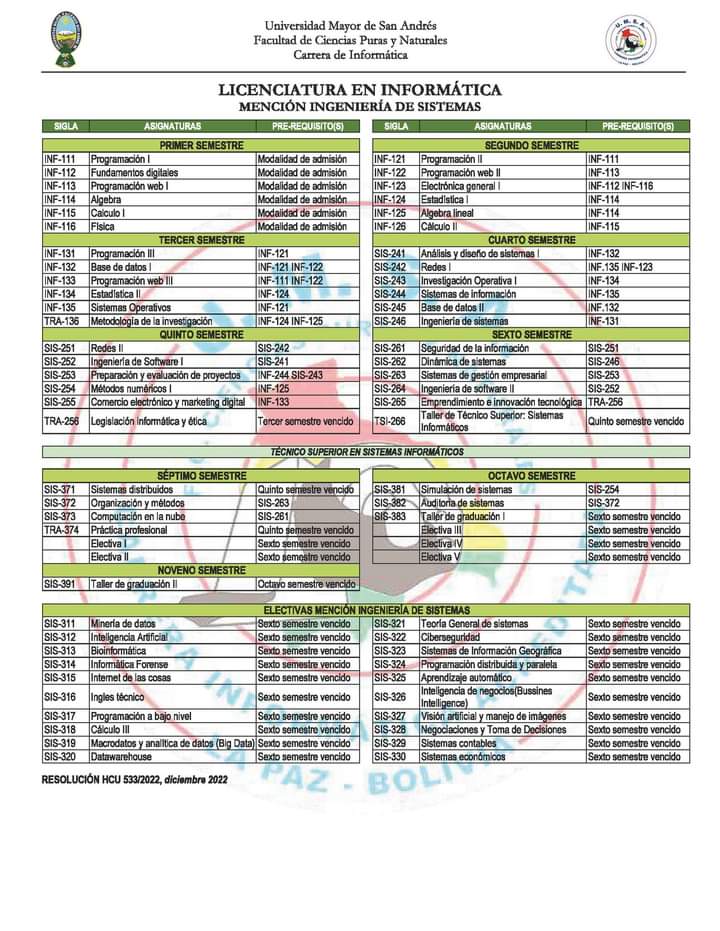 Universidad Mayor de San Andrés
Facultad de Ciencias Puras y Naturales
Carrera de Informática
LICENCIATURA EN INFORMÁTICA
MENCIÓN INGENIERÍA DE SISTEMAS
SIGLA ASIGNATURAS PRE-REQUISITO(S)
PRIMER SEMESTRE
INF-111 Programación I Modalidad de admisión
INF-112 Fundamentos digitales Modalidad de admisión
INF-113 Programación web I Modalidad de admisión
INF-114 Algebra Modalidad de admisión
INF-115 Calculo I Modalidad de admisión
INF-116 Física Modalidad de admisión
TERCER SEMESTRE
INF-131 Programación III INF-121
INF-132 Base de datos I INF-121 INF-122
INF-133 Programación web III INF-111 INF-122
INF-134 Estadística II INF-124
INF-135 Sistemas Operativos INF-121
TRA-136 Metodología de la investigación INF-124 INF-125
QUINTO SEMESTRE
SIS-251 Redes II SIS-242
SIS-252 Ingeniería de Software I SIS-241
SIS-253 Preparación y evaluación de proyectos INF-244 SIS-243
SIS-254 Métodos numéricos I INF-125
SIS-255 Comercio electrónico y marketing digital INF-133
TRA-256 Legislación Informática y ética Tercer semestre vencido
SIGLA ASIGNATURAS PRE-REQUISITO(S)
SEGUNDO SEMESTRE
INF-121 Programación II INF-111
INF-122 Programación web II INF-113
INF-123 Electrónica general I INF-112 INF-116
INF-124 Estadística I INF-114
INF-125 Algebra lineal INF-114
INF-126 Cálculo II INF-115
CUARTO SEMESTRE
SIS-241 Análisis y diseño de sistemas I INF-132
SIS-242 Redes I INF.135 INF-123
SIS-243 Investigación Operativa I INF-134
SIS-244 Sistemas de información INF-135
SIS-245 Base de datos II INF.132
SIS-246 Ingeniería de sistemas INF-131
SEXTO SEMESTRE
SIS-261 Seguridad de la información SIS-251
SIS-262 Dinámica de sistemas SIS-246
SIS-263 Sistemas de gestión empresarial SIS-253
SIS-264 Ingeniería de software II SIS-252
SIS-265 Emprendimiento e innovación tecnológica TRA-256
TSI-266 Taller de Técnico Superior: Sistemas Informáticos Quinto semestre vencido
TÉCNICO SUPERIOR EN SISTEMAS INFORMÁTICOS
SÉPTIMO SEMESTRE
SIS-371 Sistemas distribuidos Quinto semestre vencido
SIS-372 Organización y métodos SIS-263
SIS-373 Computación en la nube SIS-261
TRA-374 Práctica profesional Quinto semestre vencido
Electiva I Sexto semestre vencido
Electiva II Sexto semestre vencido
NOVENO SEMESTRE
SIS-391 Taller de graduación II Octavo semestre vencido
OCTAVO SEMESTRE
SIS-381 Simulación de sistemas SIS-254
SIS-382 Auditoria de sistemas SIS-372
SIS-383 Taller de graduación I Sexto semestre vencido
Electiva III Sexto semestre vencido
Electiva IV Sexto semestre vencido
Electiva V Sexto semestre vencido
ELECTIVAS MENCIÓN INGENIERÍA DE SISTEMAS
SIS-311 Minería de datos Sexto semestre vencido
SIS-312 Inteligencia Artificial Sexto semestre vencido
SIS-313 Bioinformática Sexto semestre vencido
SIS-314 Informática Forense Sexto semestre vencido
SIS-315 Internet de las cosas Sexto semestre vencido
SIS-316 Ingles técnico Sexto semestre vencido
SIS-317 Programación a bajo nivel Sexto semestre vencido
SIS-318 Cálculo III Sexto semestre vencido
SIS-319 Macrodatos y analítica de datos (Big Data) Sexto semestre vencido
SIS-320 Datawarehouse Sexto semestre vencido
SIS-321 Teoría General de sistemas Sexto semestre vencido
SIS-322 Ciberseguridad Sexto semestre vencido
SIS-323 Sistemas de Información Geográfica Sexto semestre vencido
SIS-324 Programación distribuida y paralela Sexto semestre vencido
SIS-325 Aprendizaje automático Sexto semestre vencido
SIS-326 Inteligencia de negocios(Bussines Intelligence) Sexto semestre vencido
SIS-327 Visión artificial y manejo de imágenes Sexto semestre vencido
SIS-328 Negociaciones y Toma de Decisiones Sexto semestre vencido
SIS-329 Sistemas contables Sexto semestre vencido
SIS-330 Sistemas económicos Sexto semestre vencido
RESOLUCIÓN HCU 533/2022, diciembre 2022